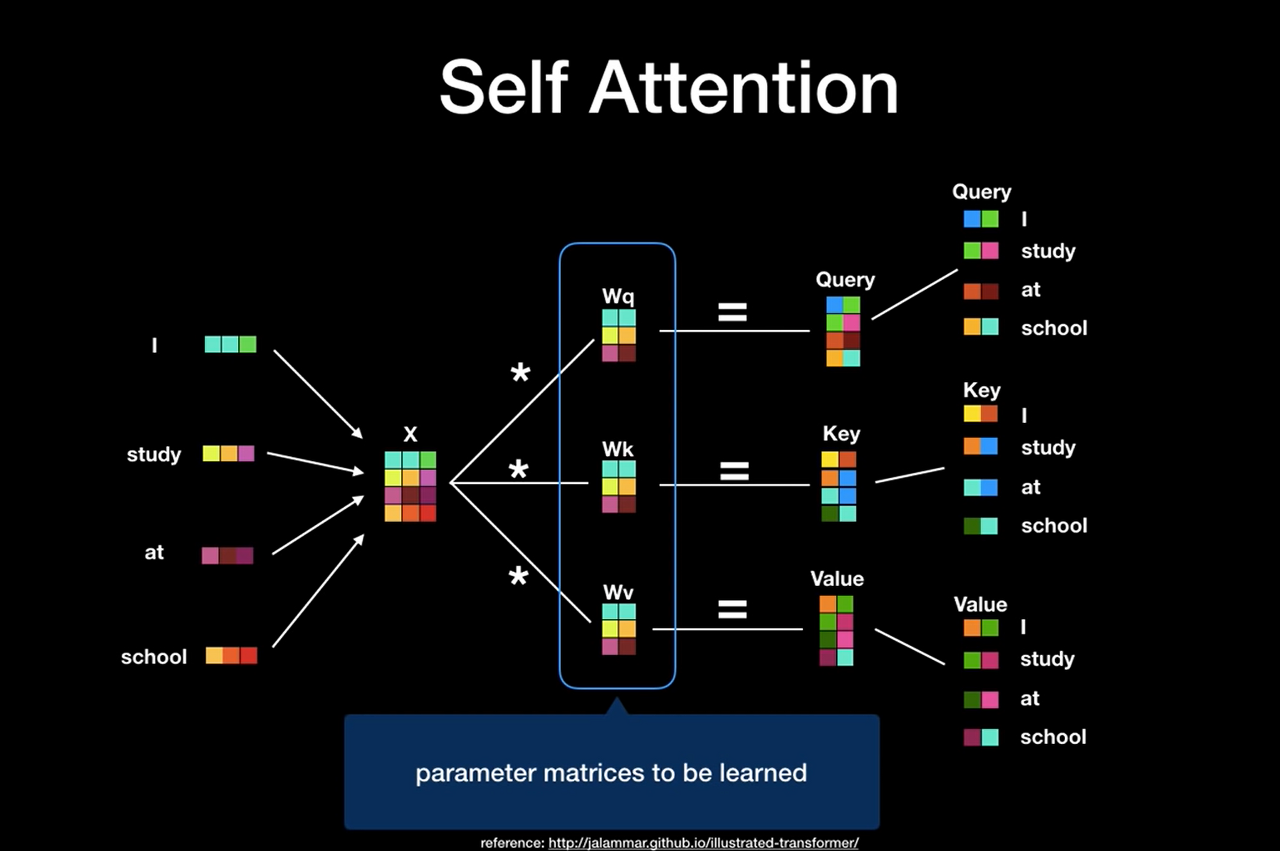 Self Attention
I
study
at
school
X
*
*
*
Wq
Wk
Wv
=
=
=
Query
Key
Value
Query
I
study
at
school
Key
I
study
at
school
Value
I
study
at
school
parameter matrices to be learned
reference: http://jalammar.github.io/illustrated-transformer/